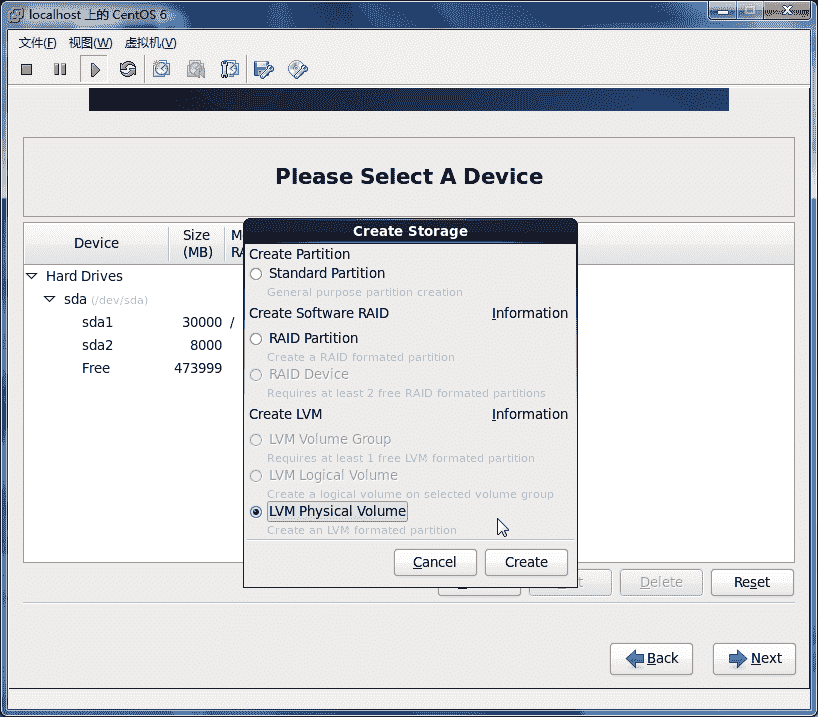 localhost 上的 CentOS 6
文件(F) 视图(W) 虚拟机(V)
Please Select A Device
Device Size (MB)
Create Storage
Create Partition
Standard Partition
General purpose partition creation
Create Software RAID Information
RAID Partition
Create a RAID formated partition
RAID Device
Requires at least 2 free RAID formated partitions
Create LVM Information
LVM Volume Group
Requires at least 1 free LVM formated partition
LVM Logical Volume
Create a logical volume on selected volume group
LVM Physical Volume
Create an LVM formated partition
Cancel Create
Hard Drives
sda (/dev/sda)
sda1 30000 /
sda2 8000
Free 473999
Delete Reset
Back Next